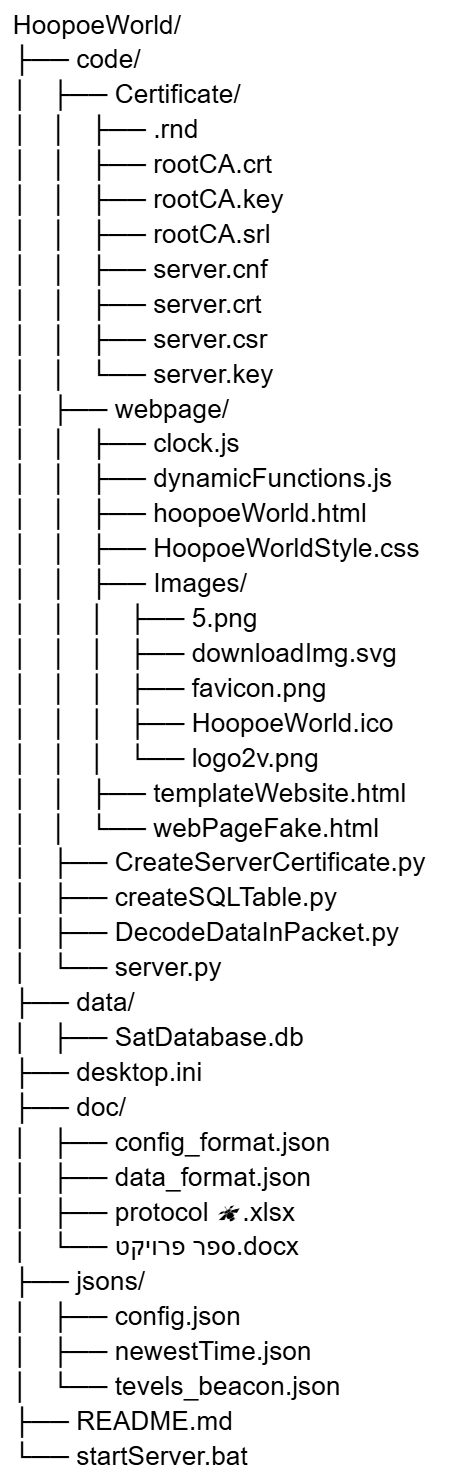 HoopoeWorld/
├── code/
│   ├── Certificate/
│   │   ├── .rnd
│   │   ├── rootCA.crt
│   │   ├── rootCA.key
│   │   ├── rootCA.srl
│   │   ├── server.cnf
│   │   ├── server.crt
│   │   ├── server.csr
│   │   └── server.key
│   ├── webpage/
│   │   ├── clock.js
│   │   ├── dynamicFunctions.js
│   │   ├── hoopoeWorld.html
│   │   ├── HoopoeWorldStyle.css
│   │   ├── Images/
│   │   │   ├── 5.png
│   │   │   ├── downloadImg.svg
│   │   │   ├── favicon.png
│   │   │   ├── HoopoeWorld.ico
│   │   │   └── logo2v.png
│   │   ├── templateWebsite.html
│   │   └── webPageFake.html
│   ├── CreateServerCertificate.py
│   ├── createSQLTable.py
│   ├── DecodeDataInPacket.py
│   └── server.py
├── data/
│   ├── SatDatabase.db
├── desktop.ini
├── doc/
│   ├── config_format.json
│   ├── data_format.json
│   ├── protocol .xlsx
│   └── ספר פרויקט.docx
├── jsons/
│   ├── config.json
│   ├── newestTime.json
│   └── tevels_beacon.json
├── README.md
└── startServer.bat